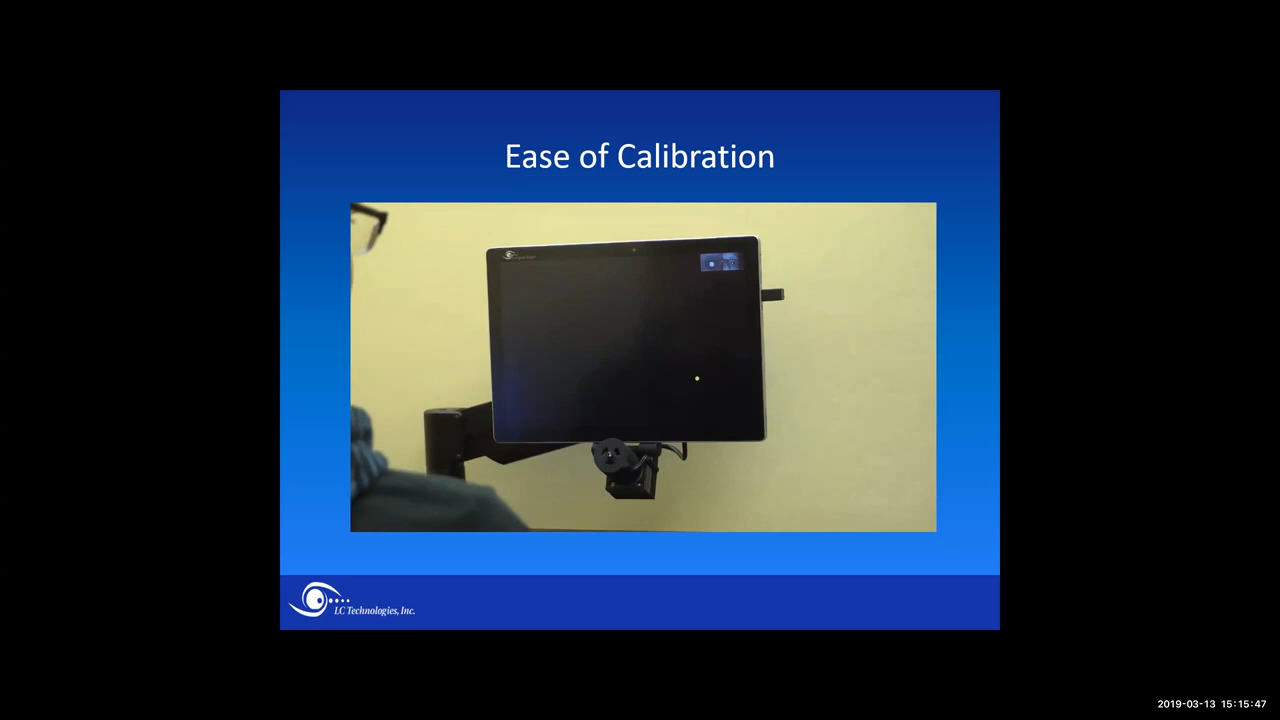 Ease of Calibration
LC Technologies, Inc.
2019-03-13 15:15:47